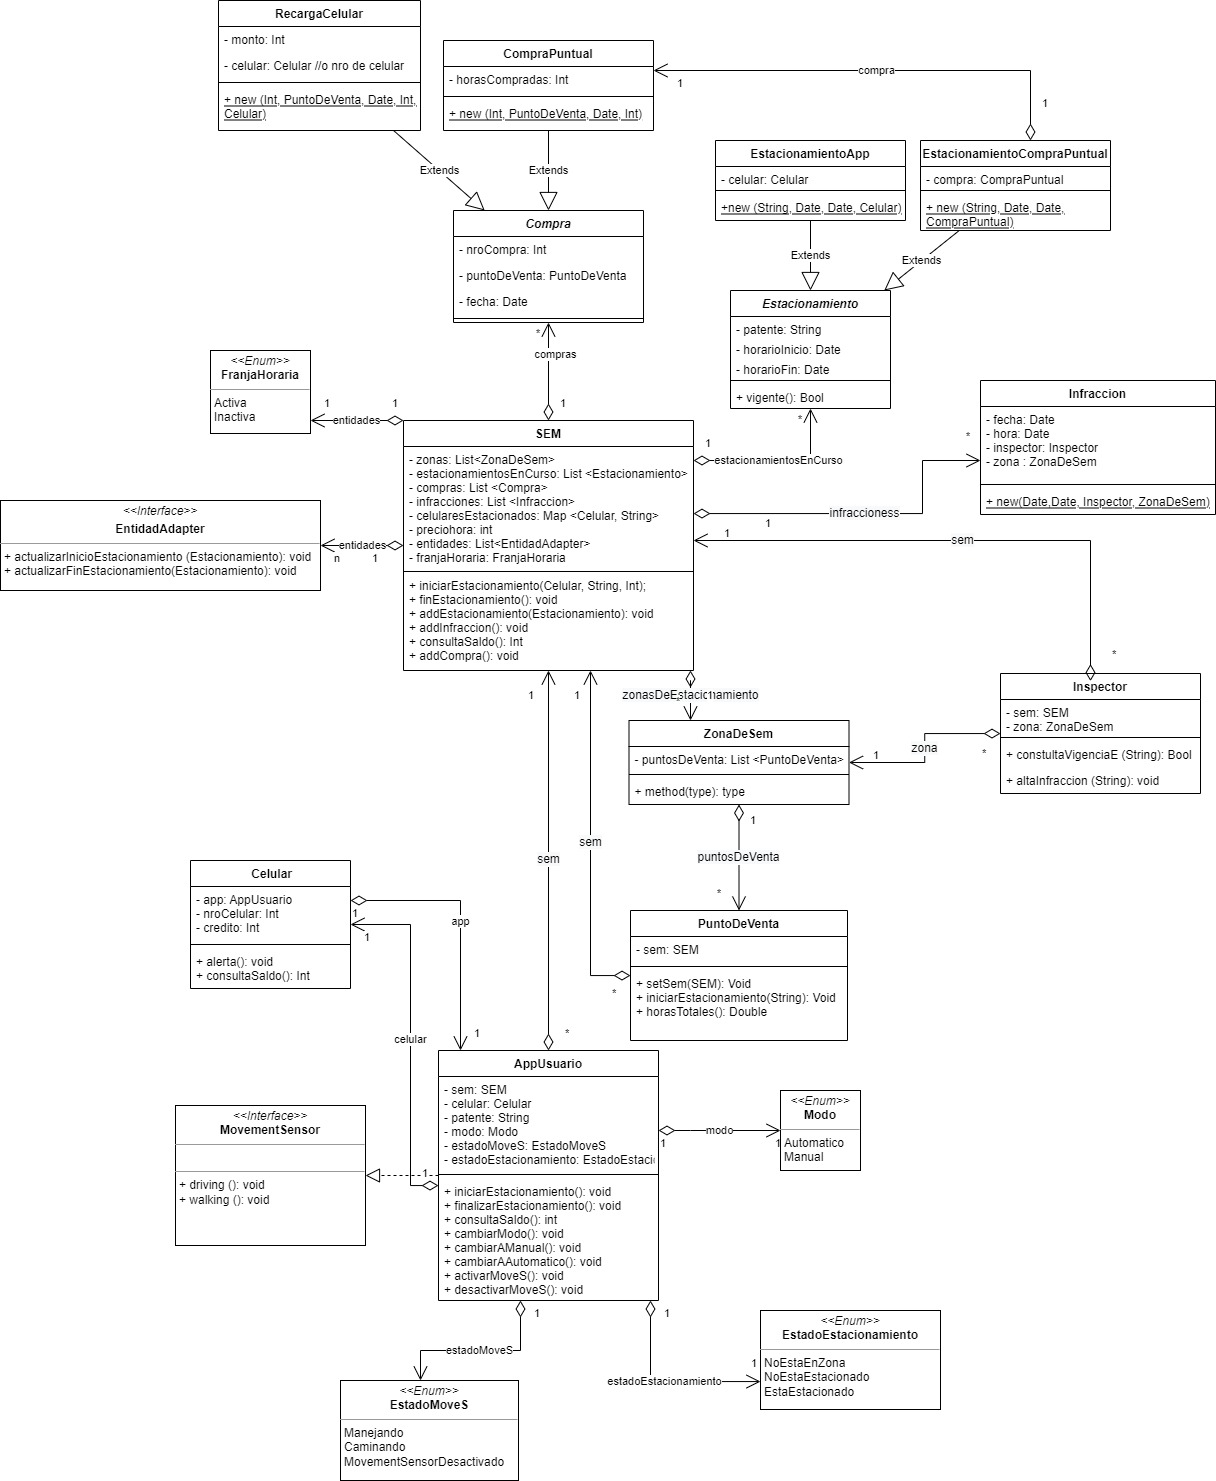 RecargaCelular
- monto: Int
- celular: Celular //o nro de celular
+ new (Int, PuntoDeVenta, Date, Int,
Celular)
CompraPuntual
- horasCompradas: Int
+ new (Int, PuntoDeVenta, Date, Int)
compra
1
1
Extends
Extends
EstacionamientoApp
- celular: Celular
+new (String, Date, Date, Celular)
EstacionamientoCompraPuntual
- compra: CompraPuntual
+ new (String, Date, Date,
CompraPuntual)
Extends
Extends
Compra
- nroCompra: Int
- puntoDeVenta: PuntoDeVenta
- fecha: Date
*
compras
1
Estacionamiento
- patente: String
- horarioInicio: Date
- horarioFin: Date
+ vigente(): Bool
*
<<Enum>>
FranjaHoraria
Activa
Inactiva
1
entidades
1
Infraccion
- fecha: Date
- hora: Date
- inspector: Inspector
- zona : ZonaDeSem
+ new(Date,Date, Inspector, ZonaDeSem)
*
SEM
- zonas: List<ZonaDeSem>
- estacionamientosEnCurso: List <Estacionamiento>
- compras: List <Compra>
- infracciones: List <Infraccion>
- celularesEstacionados: Map <Celular, String>
- preciohora: int
- entidades: List<EntidadAdapter>
- franjaHoraria: FranjaHoraria
+ iniciarEstacionamiento(Celular, String, Int);
+ finEstacionamiento(): void
+ addEstacionamiento(Estacionamiento): void
+ addInfraccion(): void
+ consultaSaldo(): Int
+ addCompra(): void
1
estacionamientosEnCurso
infraccioness
1
1
sem
*
<<Interface>>
EntidadAdapter
+ actualizarInicioEstacionamiento (Estacionamiento): void
+ actualizarFinEstacionamiento(Estacionamiento): void
entidades
n
1
1
1
zonasDeEstacionamiento
1
*
ZonaDeSem
- puntosDeVenta: List <PuntoDeVenta>
+ method(type): type
1
zona
*
Inspector
- sem: SEM
- zona: ZonaDeSem
+ constultaVigenciaE (String): Bool
+ altaInfraccion (String): void
1
puntosDeVenta
*
sem
sem
PuntoDeVenta
- sem: SEM
+ setSem(SEM): Void
+ iniciarEstacionamiento(String): Void
+ horasTotales(): Double
*
*
Celular
- app: AppUsuario
- nroCelular: Int
- credito: Int
+ alerta(): void
+ consultaSaldo(): Int
1
app
1
1
celular
1
AppUsuario
- sem: SEM
- celular: Celular
- patente: String
- modo: Modo
- estadoMoveS: EstadoMoveS
- estadoEstacionamiento: EstadoEstaci
+ iniciarEstacionamiento(): void
+ finalizarEstacionamiento(): void
+ consultaSaldo(): int
+ cambiarModo(): void
+ cambiarAManual(): void
+ cambiarAAutomatico(): void
+ activarMoveS(): void
+ desactivarMoveS(): void
<<Interface>>
MovementSensor
+ driving (): void
+ walking (): void
1
modo
1
<<Enum>>
Modo
Automatico
Manual
1
estadoMoveS
<<Enum>>
EstadoMoveS
Manejando
Caminando
MovementSensorDesactivado
1
estadoEstacionamiento
1
<<Enum>>
EstadoEstacionamiento
NoEstaEnZona
NoEstaEstacionado
EstaEstacionado